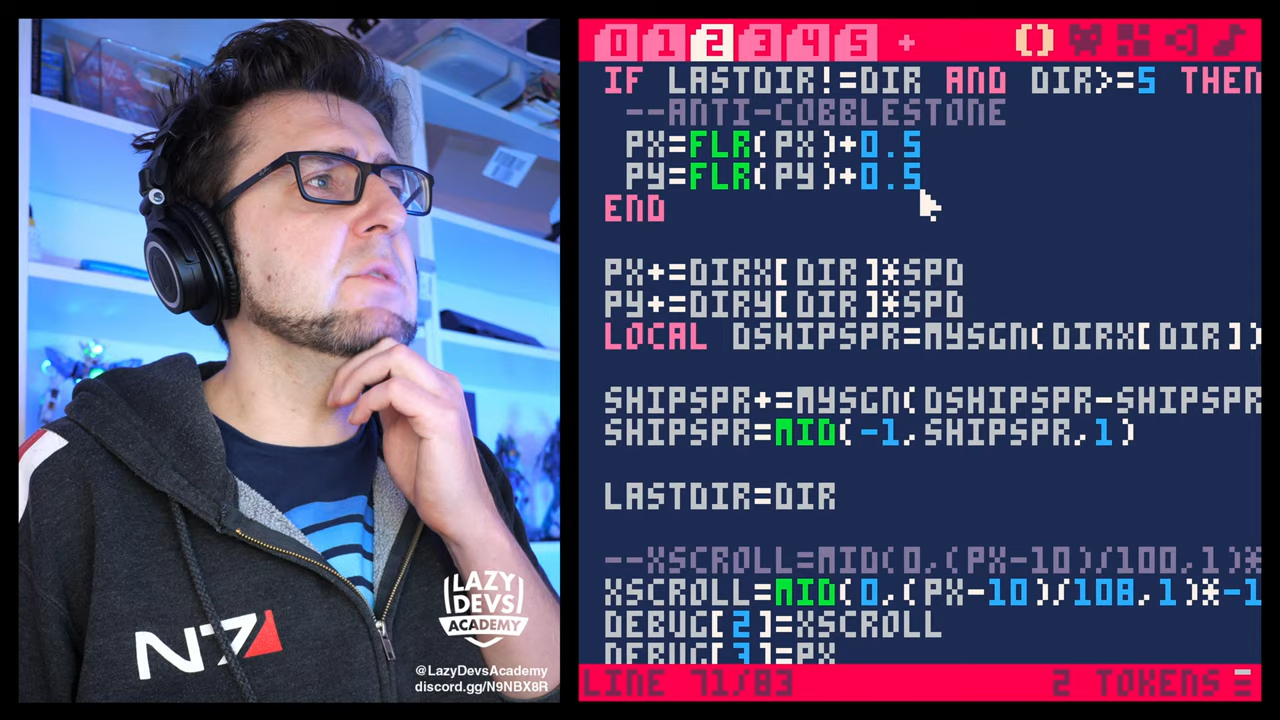 N7
LAZY
DEVS
ACADEMY
@LazyDevsAcademy
discord.gg/N9NBX8R
0 1 2 3 4 5 +
IF LASTDIR!=DIR AND DIR>=5 THEN
--ANTI-COBBLESTONE
PX=FLR(PX)+0.5
PY=FLR(PY)+0.5
END
PX+=DIRX[DIR]*SPD
PY+=DIRY[DIR]*SPD
LOCAL DSHIPSPR=MYSGN(DIRX[DIR])
SHIPSPR+=MYSGN(DSHIPSPR-SHIPSPR
SHIPSPR=MID(-1,SHIPSPR,1)
LASTDIR=DIR
--XSCROLL=MID(0,(PX-10)/100,1)*
XSCROLL=MID(0,(PX-10)/108,1)*-1
DEBUG[2]=XSCROLL
DEBUG[3]=PX
LINE 71/83
2 TOKENS